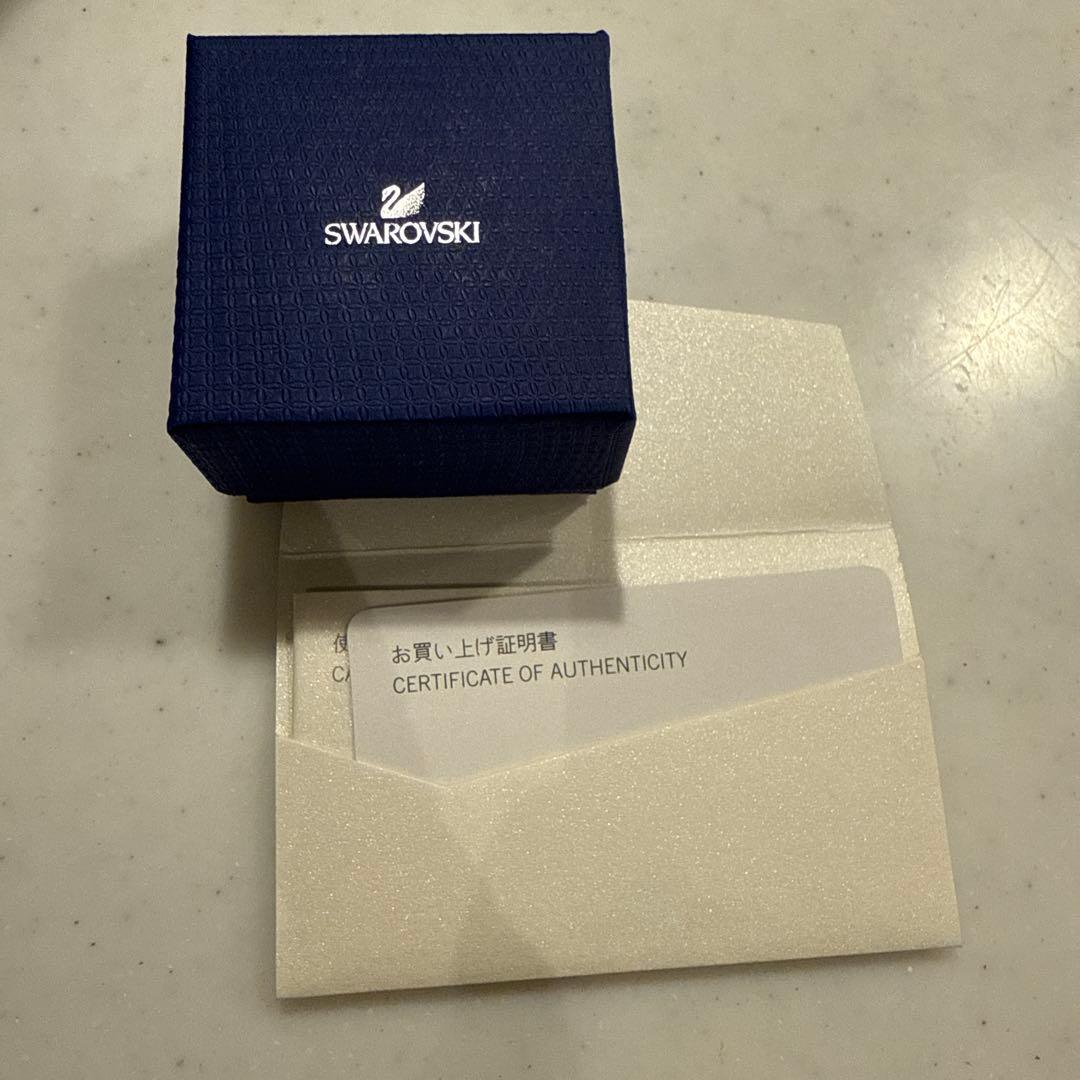 SWAROVSKI
お買い上げ証明書
CERTIFICATE OF AUTHENTICITY